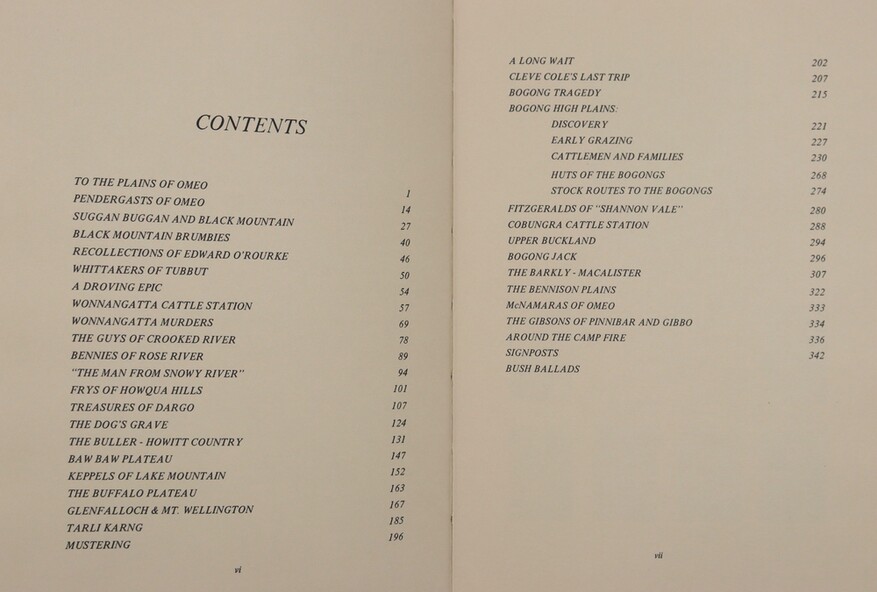 CONTENTS
TO THE PLAINS OF OMEO 1
PENDERGASTS OF OMEO 14
SUGGAN BUGGAN AND BLACK MOUNTAIN 27
BLACK MOUNTAIN BRUMBIES 40
RECOLLECTIONS OF EDWARD O'ROURKE 46
WHITTAKERS OF TUBBUT 50
A DROVING EPIC 54
WONNANGATTA CATTLE STATION 57
WONNANGATTA MURDERS 69
THE GUYS OF CROOKED RIVER 78
BENNIES OF ROSE RIVER 89
"THE MAN FROM SNOWY RIVER" 94
FRYS OF HOWQUA HILLS 101
TREASURES OF DARGO 107
THE DOG'S GRAVE 124
THE BULLER - HOWITT COUNTRY 131
BAW BAW PLATEAU 147
KEPPELS OF LAKE MOUNTAIN 152
THE BUFFALO PLATEAU 163
GLENFALLOCH & MT. WELLINGTON 167
TARLI KARNG 185
MUSTERING 196
vi
A LONG WAIT 202
CLEVE COLE'S LAST TRIP 207
BOGONG TRAGEDY 215
BOGONG HIGH PLAINS:
DISCOVERY 221
EARLY GRAZING 227
CATTLEMEN AND FAMILIES 230
HUTS OF THE BOGONGS 268
STOCK ROUTES TO THE BOGONGS 274
FITZGERALDS OF "SHANNON VALE" 280
COBUNGRA CATTLE STATION 288
UPPER BUCKLAND 294
BOGONG JACK 296
THE BARKLY - MACALISTER 307
THE BENNISON PLAINS 322
McNAMARAS OF OMEO 333
THE GIBSONS OF PINNIBAR AND GIBBO 334
AROUND THE CAMP FIRE 336
SIGNPOSTS 342
BUSH BALLADS
vii